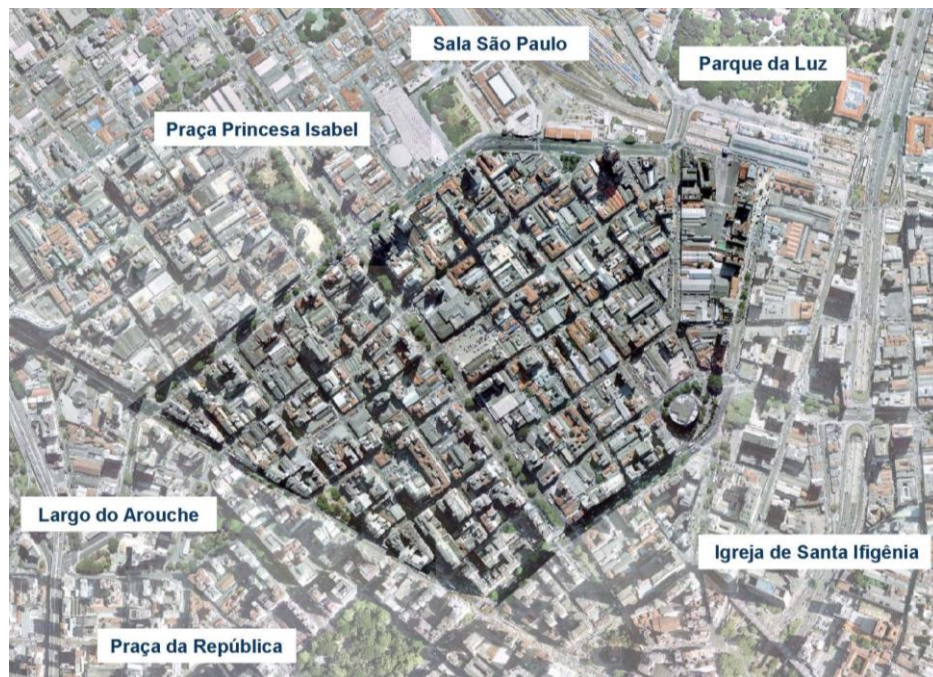 Sala São Paulo
Parque da Luz
Praça Princesa Isabel
Largo do Arouche
Igreja de Santa Ifigênia
Praça da República